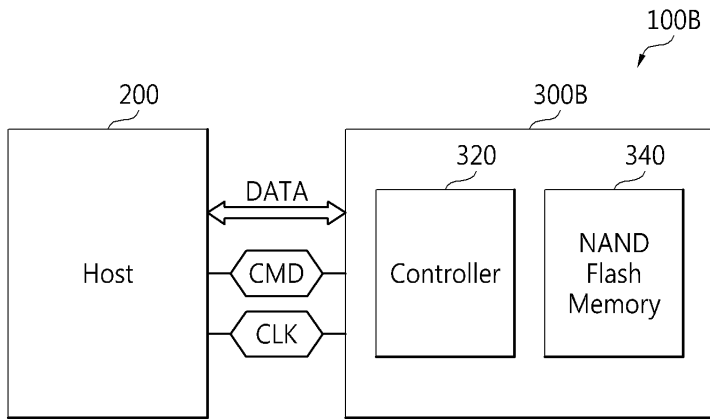 100B
200
300B
320
340
DATA
Host
CMD
CLK
Controller
NAND
Flash
Memory